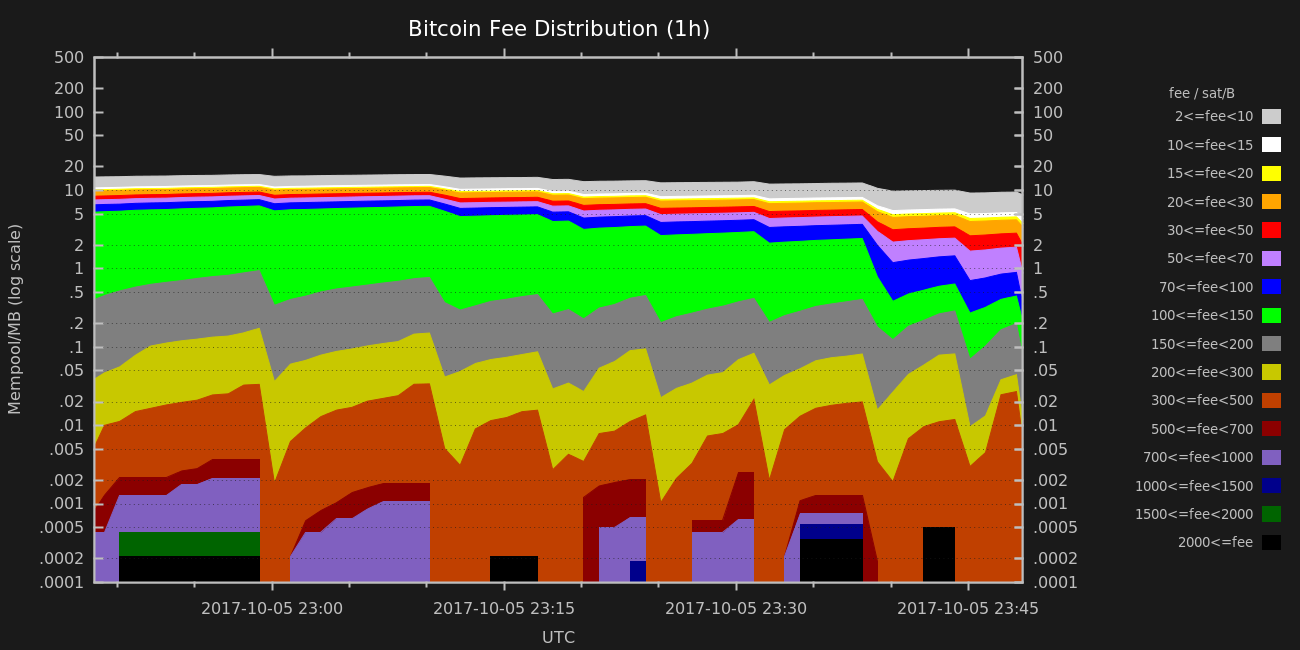 Bitcoin Fee Distribution (1h)
500
200
100
50
20
10
5
2
1
.5
.2
.1
.05
.02
.01
.005
.002
.001
.0005
.0002
.0001
Mempool/MB (log scale)
500
200
100
50
20
10
5
2
1
.5
.2
.1
.05
.02
.01
.005
.002
.001
.0005
.0002
.0001
2017-10-05 23:00
2017-10-05 23:15
2017-10-05 23:30
2017-10-05 23:45
UTC
fee / sat/B
2<=fee<10
10<=fee<15
15<=fee<20
20<=fee<30
30<=fee<50
50<=fee<70
70<=fee<100
100<=fee<150
150<=fee<200
200<=fee<300
300<=fee<500
500<=fee<700
700<=fee<1000
1000<=fee<1500
1500<=fee<2000
2000<=fee